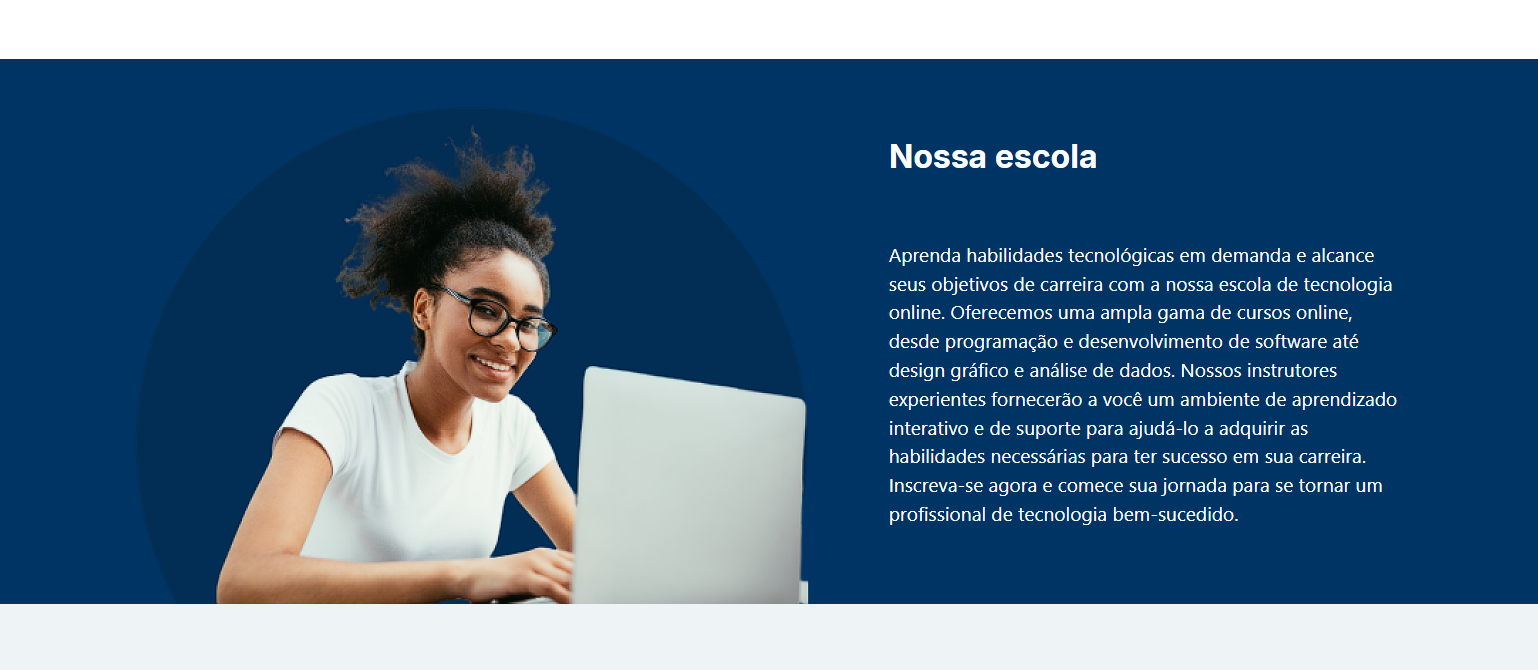 Nossa escola
Aprenda habilidades tecnológicas em demanda e alcance
seus objetivos de carreira com a nossa escola de tecnologia
online. Oferecemos uma ampla gama de cursos online,
desde programação e desenvolvimento de software até
design gráfico e análise de dados. Nossos instrutores
experientes fornecerão a você um ambiente de aprendizado
interativo e de suporte para ajudá-lo a adquirir as
habilidades necessárias para ter sucesso em sua carreira.
Inscreva-se agora e comece sua jornada para se tornar um
profissional de tecnologia bem-sucedido.